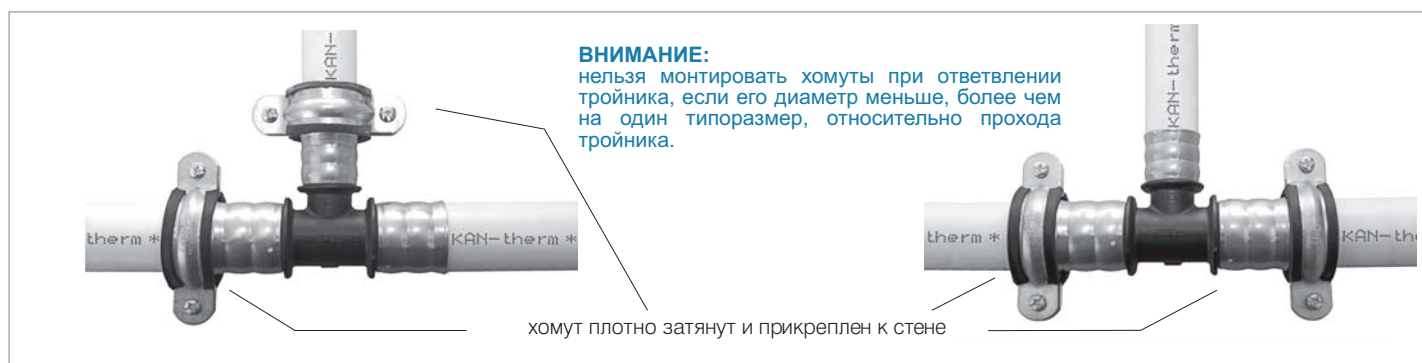 KAN-
ВНИМАНИЕ:
нельзя монтировать хомуты при ответвлении
тройника, если его диаметр меньше, более чем
на один типоразмер, относительно прохода
тройника.
KAN-therm
therm *
KAN-therm *
therm *
KAN-the
хомут плотно затянут и прикреплен к стене